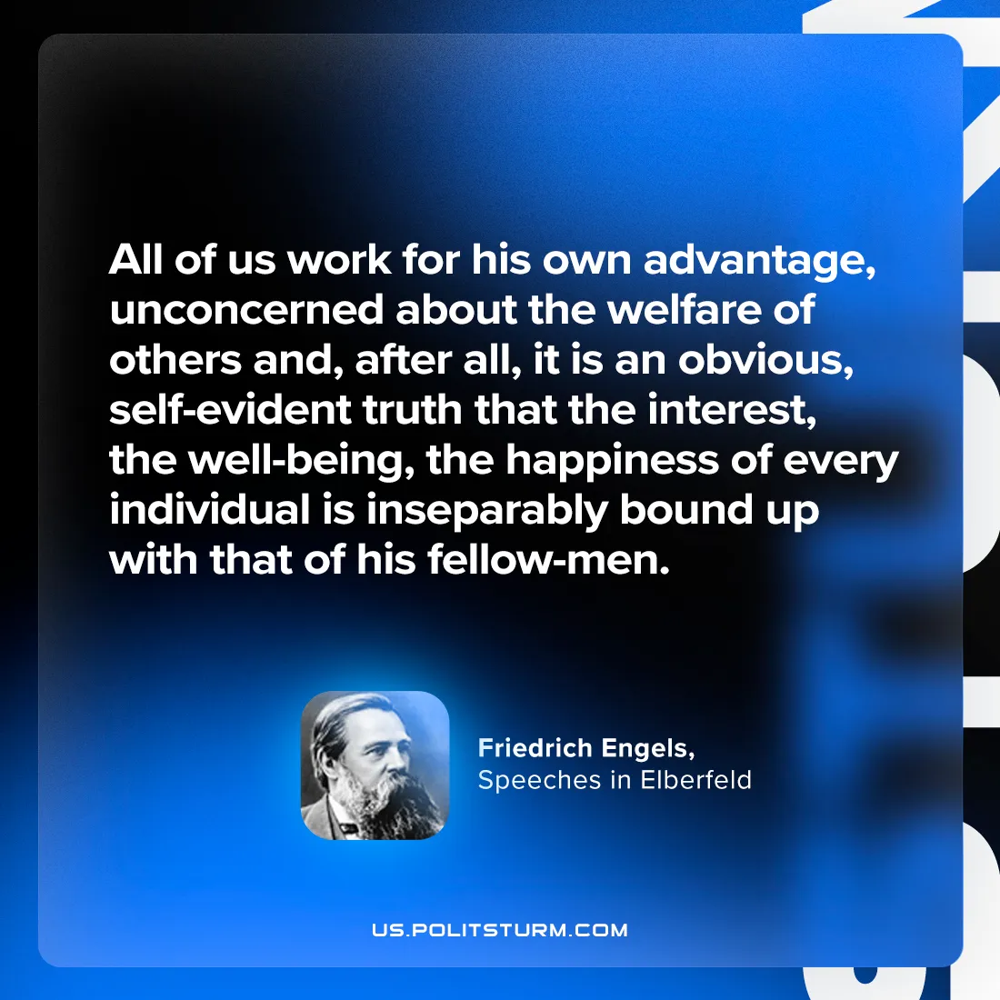 All of us work for his own advantage,
unconcerned about the welfare of
others and, after all, it is an obvious,
self-evident truth that the interest,
the well-being, the happiness of every
individual is inseparably bound up
with that of his fellow-men.
Friedrich Engels,
Speeches in Elberfeld
US.POLITSTURM.COM